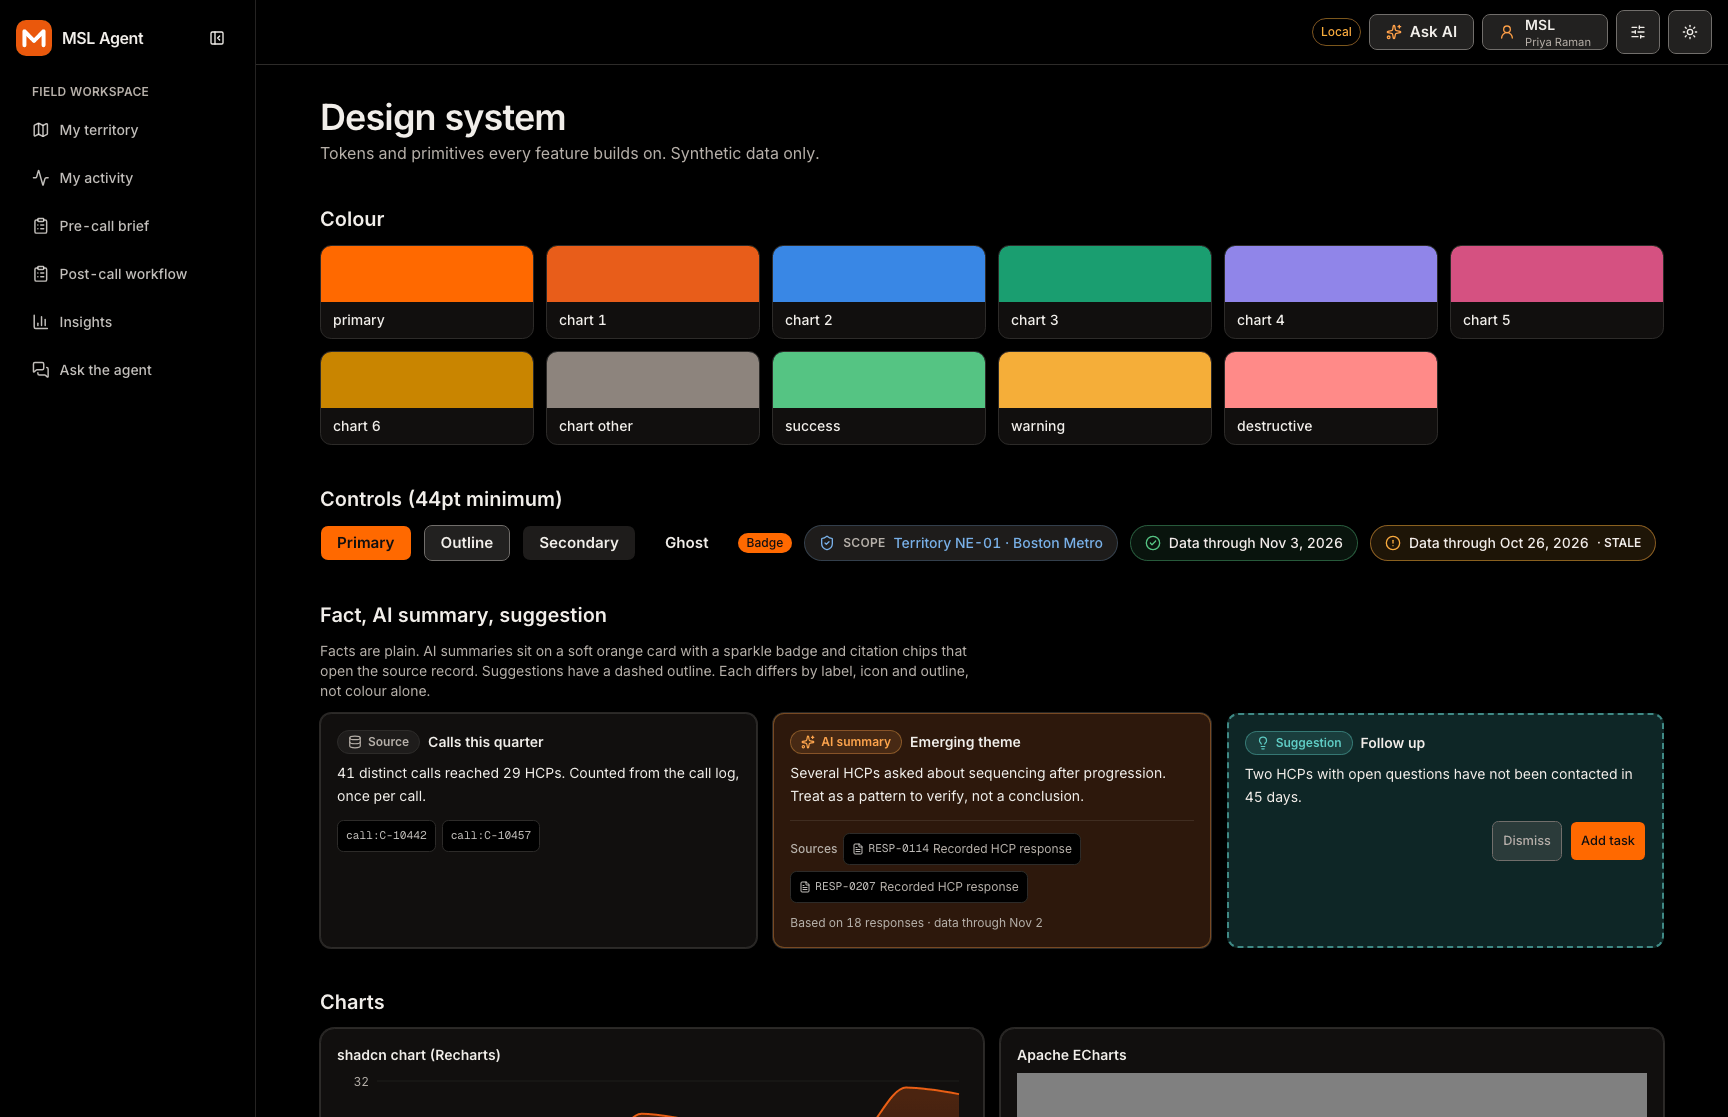 MSL Agent
Local
Ask AI
MSL
Priya Raman
FIELD WORKSPACE
My territory
My activity
Pre-call brief
Post-call workflow
Insights
Ask the agent
Design system
Tokens and primitives every feature builds on. Synthetic data only.
Colour
primary
chart 1
chart 2
chart 3
chart 4
chart 5
chart 6
chart other
success
warning
destructive
Controls (44pt minimum)
Primary
Outline
Secondary
Ghost
Badge
SCOPE Territory NE-01 · Boston Metro
Data through Nov 3, 2026
Data through Oct 26, 2026 · STALE
Fact, AI summary, suggestion
Facts are plain. AI summaries sit on a soft orange card with a sparkle badge and citation chips that
open the source record. Suggestions have a dashed outline. Each differs by label, icon and outline,
not colour alone.
Source Calls this quarter
41 distinct calls reached 29 HCPs. Counted from the call log,
once per call.
call:C-10442 call:C-10457
AI summary Emerging theme
Several HCPs asked about sequencing after progression.
Treat as a pattern to verify, not a conclusion.
Sources RESP-0114 Recorded HCP response
RESP-0207 Recorded HCP response
Based on 18 responses · data through Nov 2
Suggestion Follow up
Two HCPs with open questions have not been contacted in
45 days.
Dismiss Add task
Charts
shadcn chart (Recharts)
32
Apache ECharts